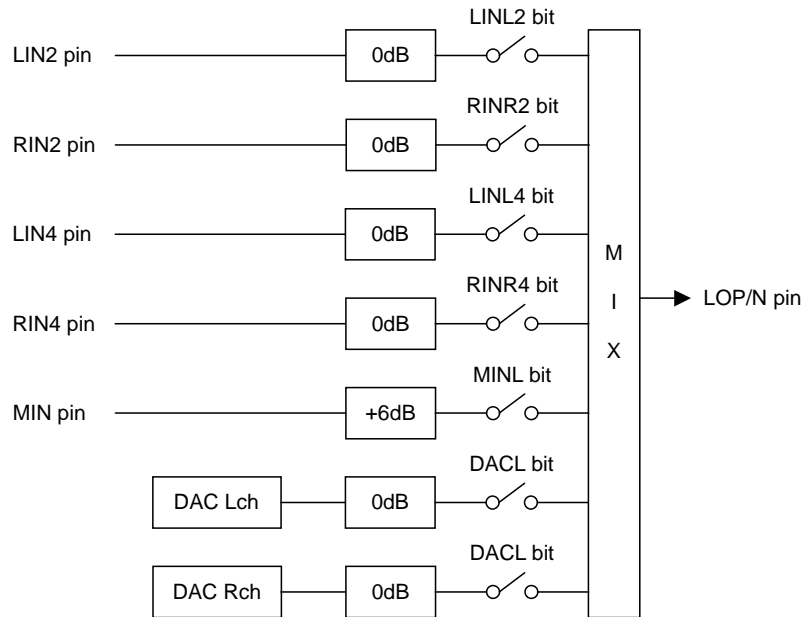 LINL2 bit
LIN2 pin
0dB
RINR2 bit
RIN2 pin
0dB
LINL4 bit
LIN4 pin
0dB
M
I
X
RINR4 bit
LOP/N pin
RIN4 pin
0dB
MINL bit
MIN pin
+6dB
DACL bit
DAC Lch
0dB
DACL bit
DAC Rch
0dB